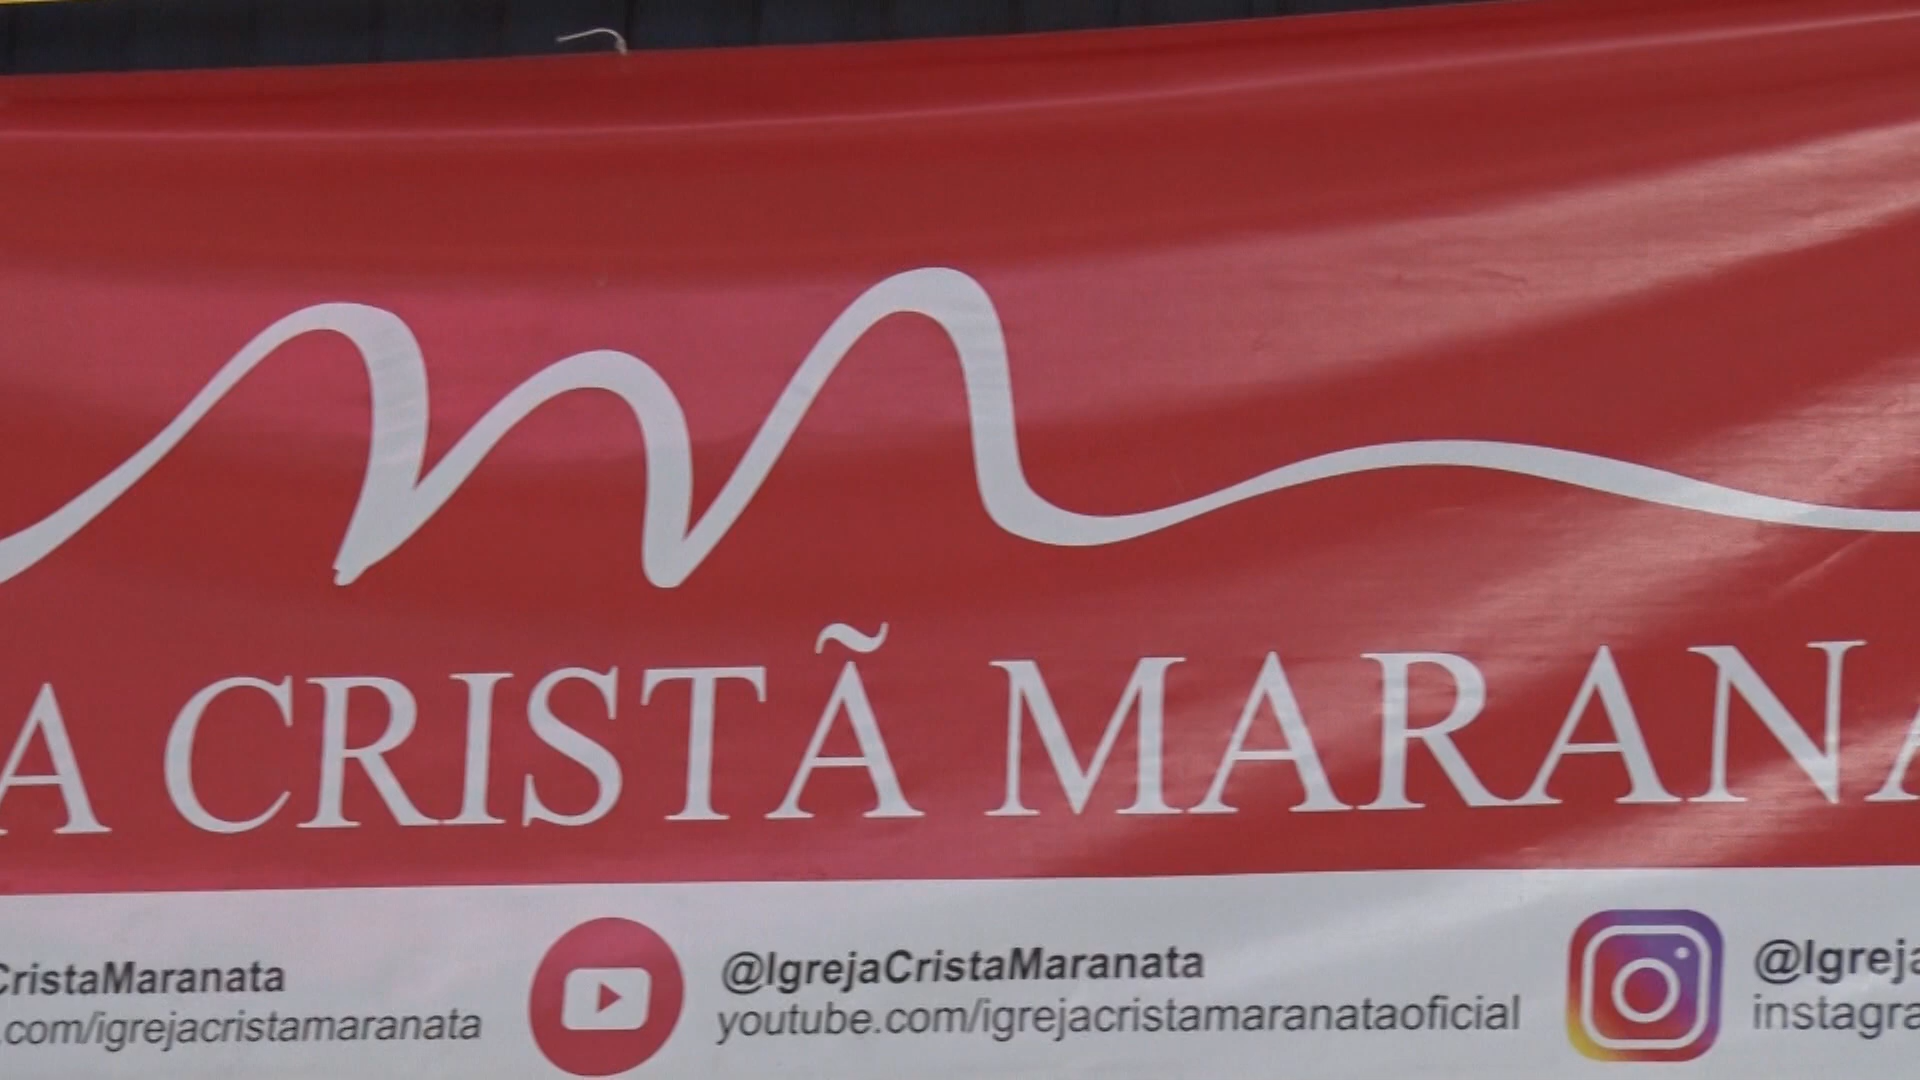 A CRISTÃ MARANA
CristaMaranata
.com/igrejacristamaranata
@IgrejaCristaMaranata
youtube.com/igrejacristamaranataoficial
@Igreja
instagra